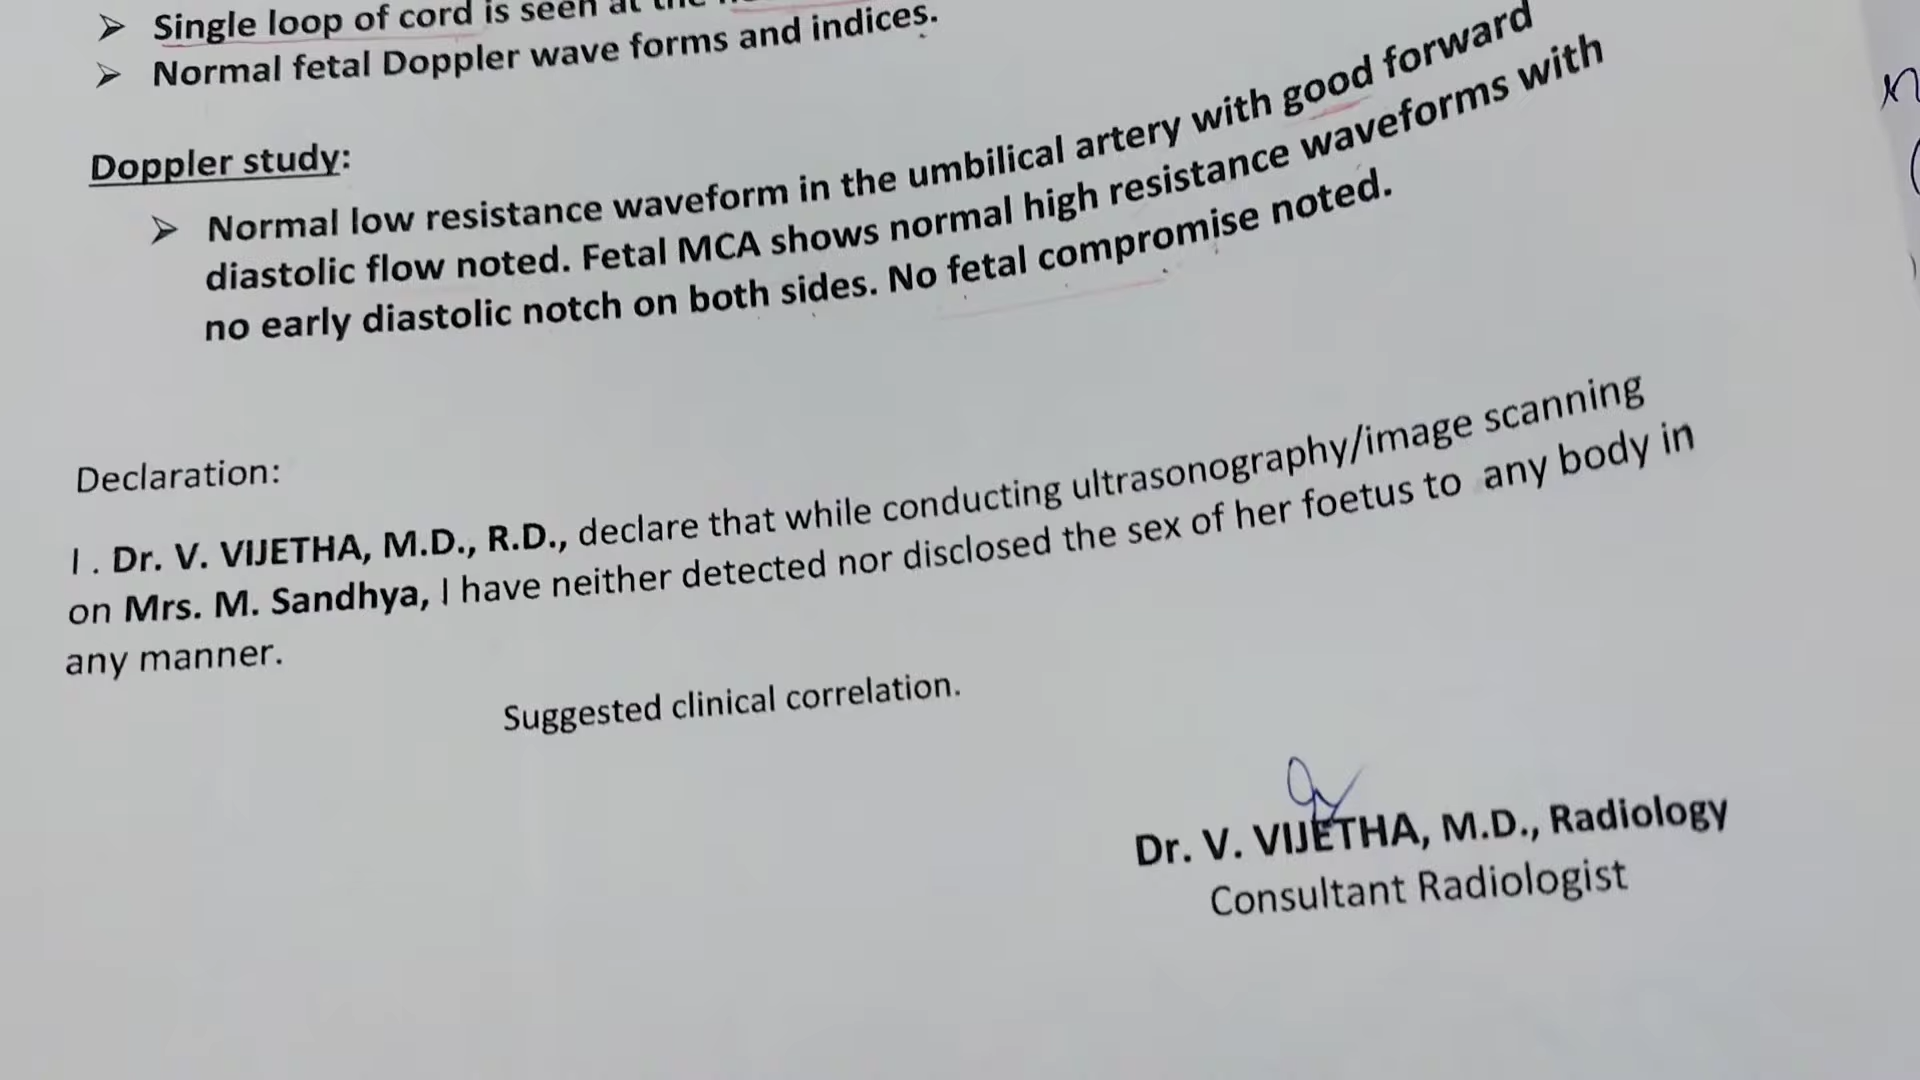 ➢ Single loop of cord is seen at the
➢ Normal fetal Doppler wave forms and indices.
Doppler study:
➢ Normal low resistance waveform in the umbilical artery with good forward
diastolic flow noted. Fetal MCA shows normal high resistance waveforms with
no early diastolic notch on both sides. No fetal compromise noted.
Declaration:
I . Dr. V. VIJETHA, M.D., R.D., declare that while conducting ultrasonography/image scanning
on Mrs. M. Sandhya, I have neither detected nor disclosed the sex of her foetus to any body in
any manner.
Suggested clinical correlation.
Dr. V. VIJETHA, M.D., Radiology
Consultant Radiologist